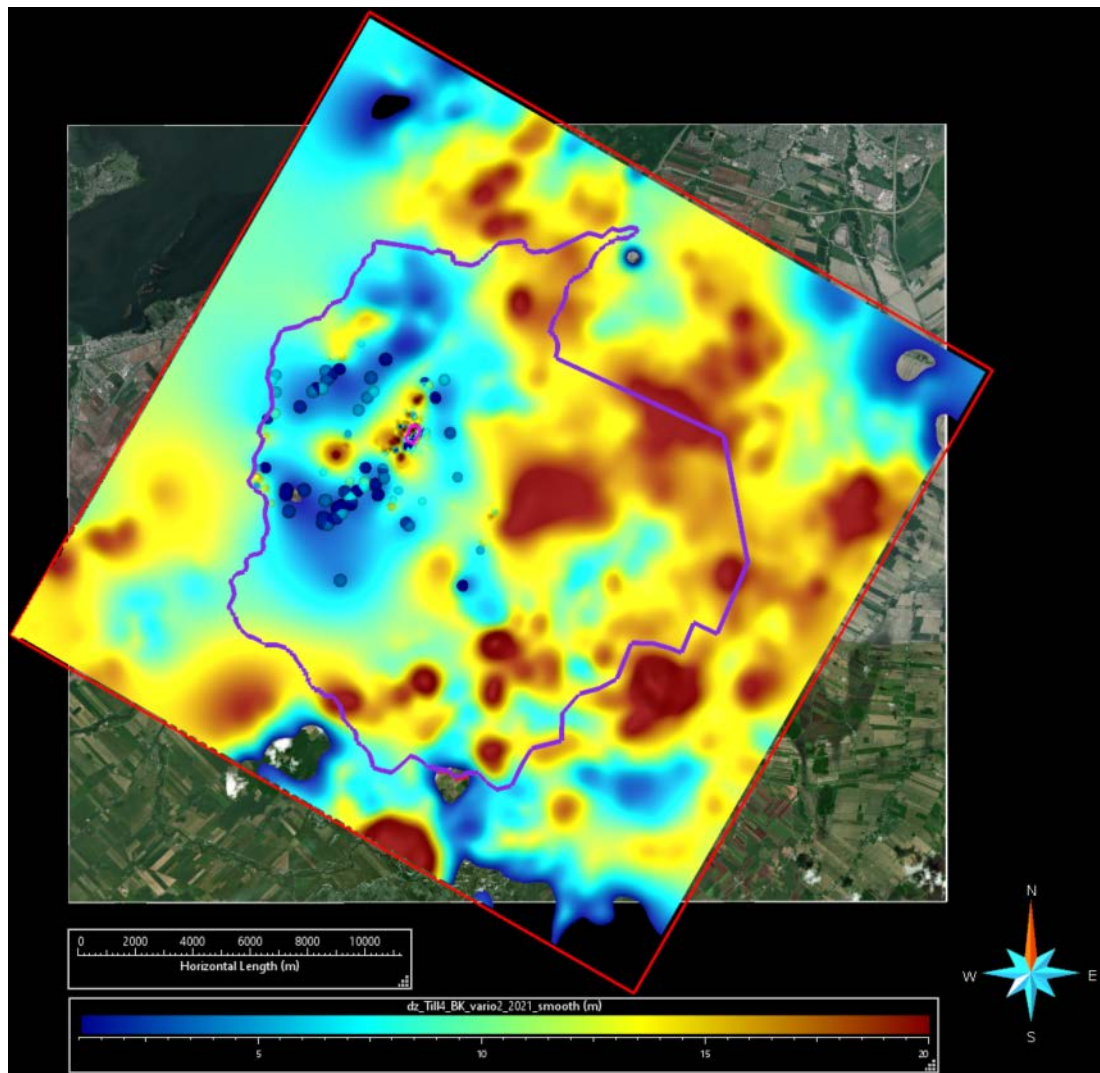 N
W E
S
0 2000 4000 6000 8000 10000
Horizontal Length (m)
dz_Till4_BK_vario2_2021_smooth (m)
5 10 15 20